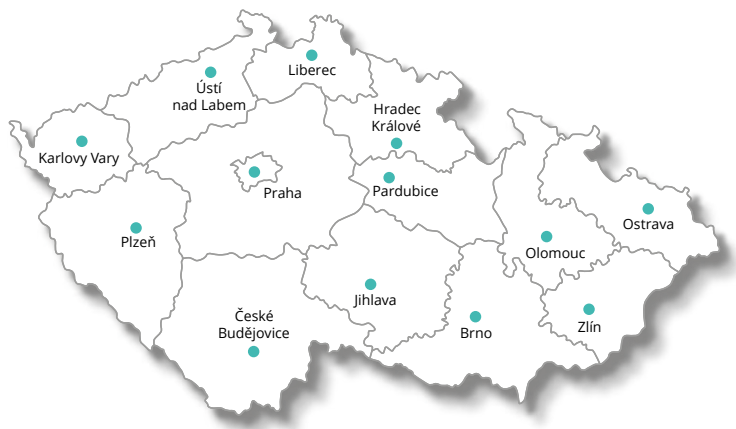 Liberec
Ústí
nad Labem
Hradec
Králové
Karlovy Vary
Praha
Pardubice
Plzeň
Ostrava
Olomouc
Jihlava
České
Budějovice
Brno
Zlín